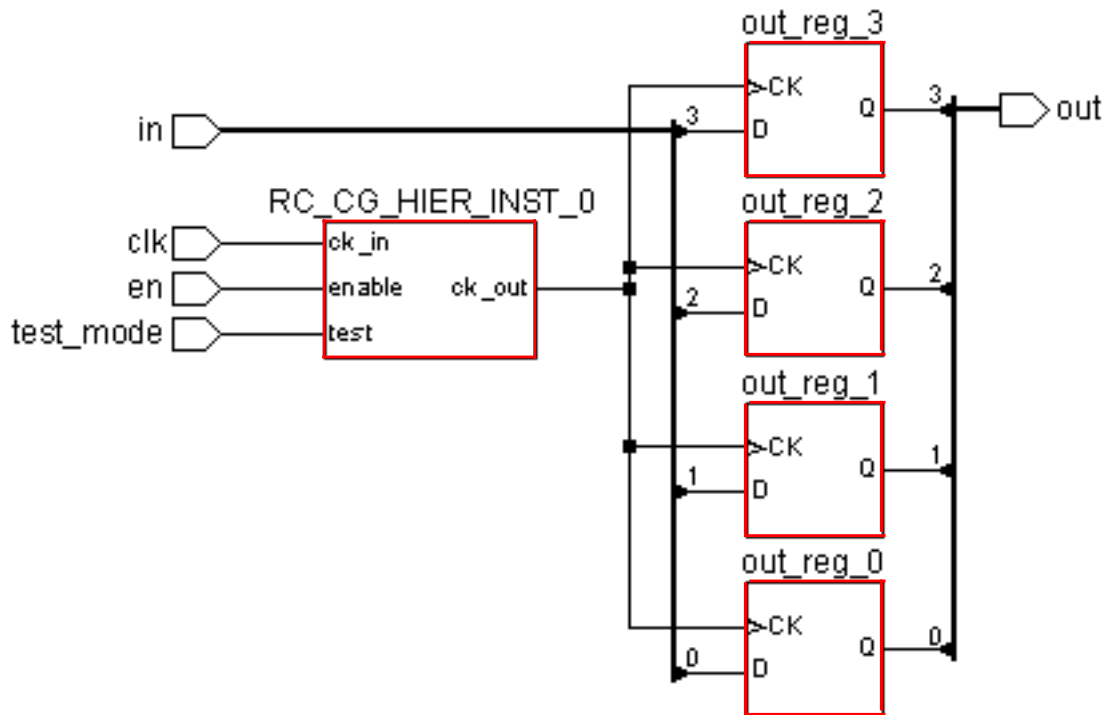 out_reg_3
>CK
Q
3
out
in
3
D
RC_CG_HIER_INST_0
out_reg_2
clk
ck_in
>CK
en
enable
ck_out
Q
2
2
D
test_mode
test
out_reg_1
>CK
Q
1
1
D
out_reg_0
>CK
Q
0
0
D